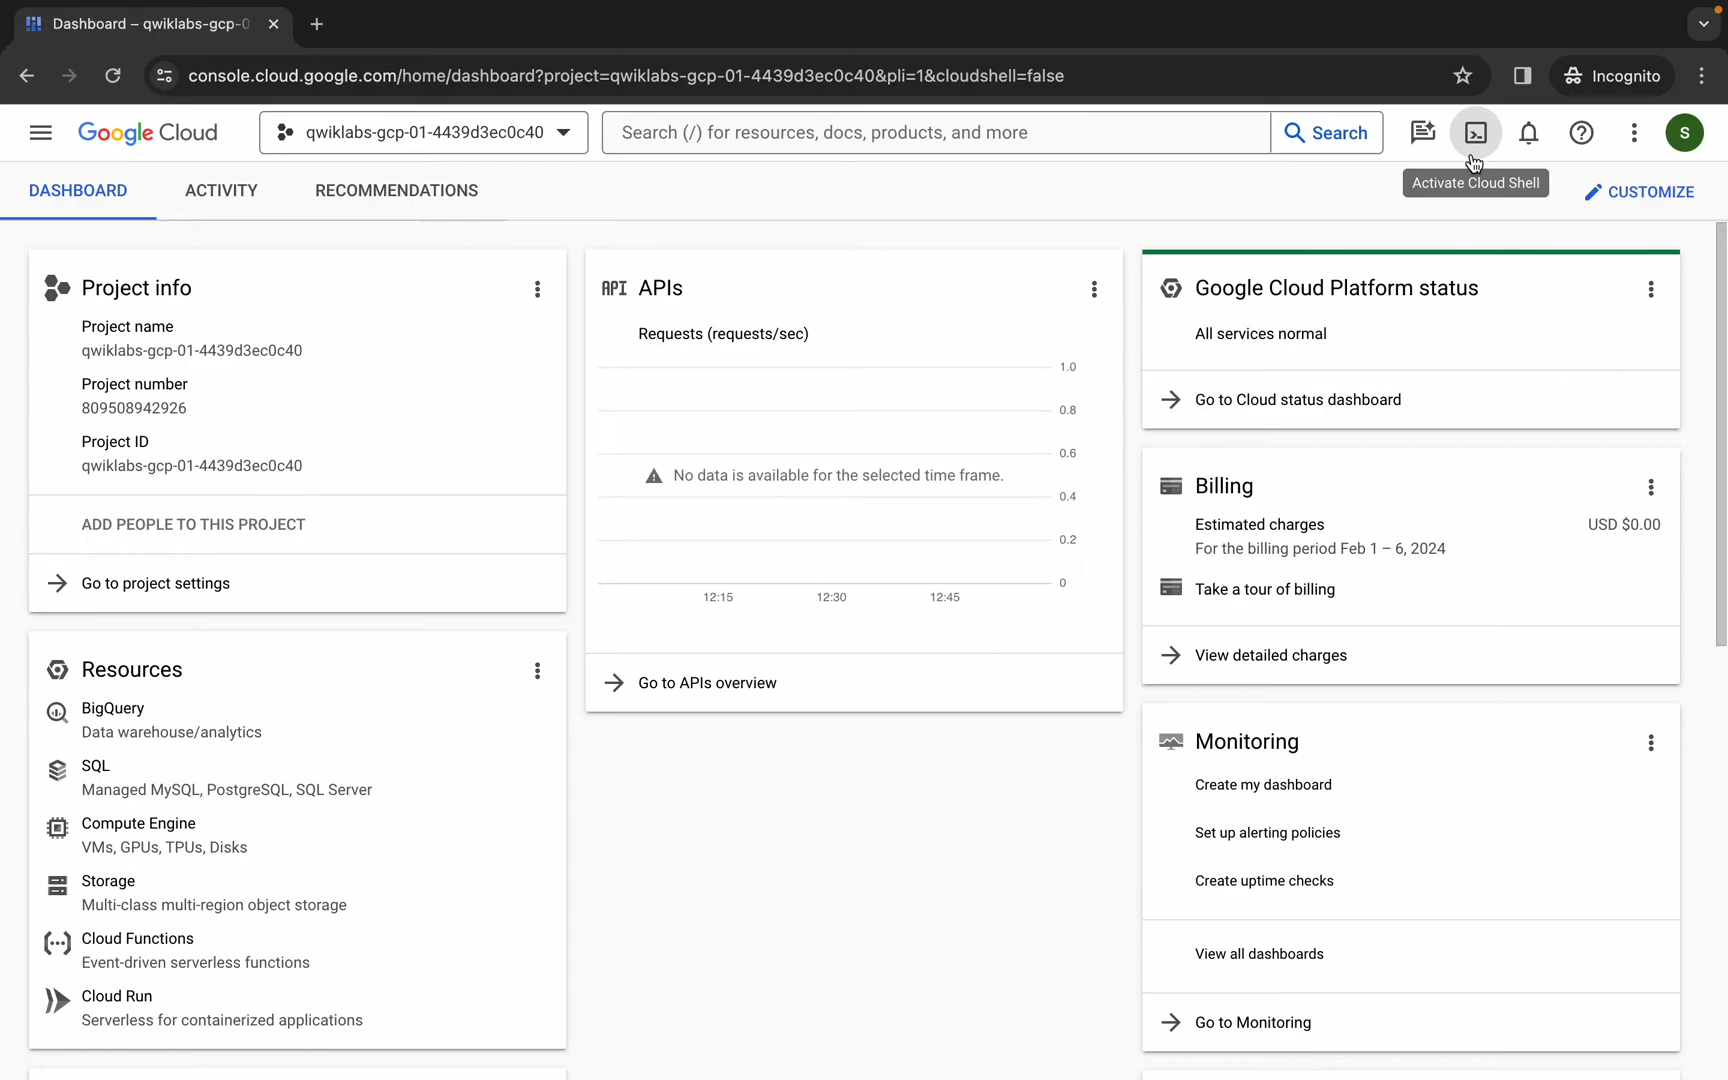 Dashboard – qwiklabs-gcp-0
console.cloud.google.com/home/dashboard?project=qwiklabs-gcp-01-4439d3ec0c40&pli=1&cloudshell=false
Incognito
Google Cloud
qwiklabs-gcp-01-4439d3ec0c40
Search (/) for resources, docs, products, and more
Search
S
Activate Cloud Shell
DASHBOARD
ACTIVITY
RECOMMENDATIONS
CUSTOMIZE
Project info
Project name
qwiklabs-gcp-01-4439d3ec0c40
Project number
809508942926
Project ID
qwiklabs-gcp-01-4439d3ec0c40
ADD PEOPLE TO THIS PROJECT
Go to project settings
Resources
BigQuery
Data warehouse/analytics
SQL
Managed MySQL, PostgreSQL, SQL Server
Compute Engine
VMs, GPUs, TPUs, Disks
Storage
Multi-class multi-region object storage
Cloud Functions
Event-driven serverless functions
Cloud Run
Serverless for containerized applications
API APIs
Requests (requests/sec)
1.0
0.8
0.6
No data is available for the selected time frame.
0.4
0.2
0
12:15 12:30 12:45
Go to APIs overview
Google Cloud Platform status
All services normal
Go to Cloud status dashboard
Billing
Estimated charges USD $0.00
For the billing period Feb 1 – 6, 2024
Take a tour of billing
View detailed charges
Monitoring
Create my dashboard
Set up alerting policies
Create uptime checks
View all dashboards
Go to Monitoring